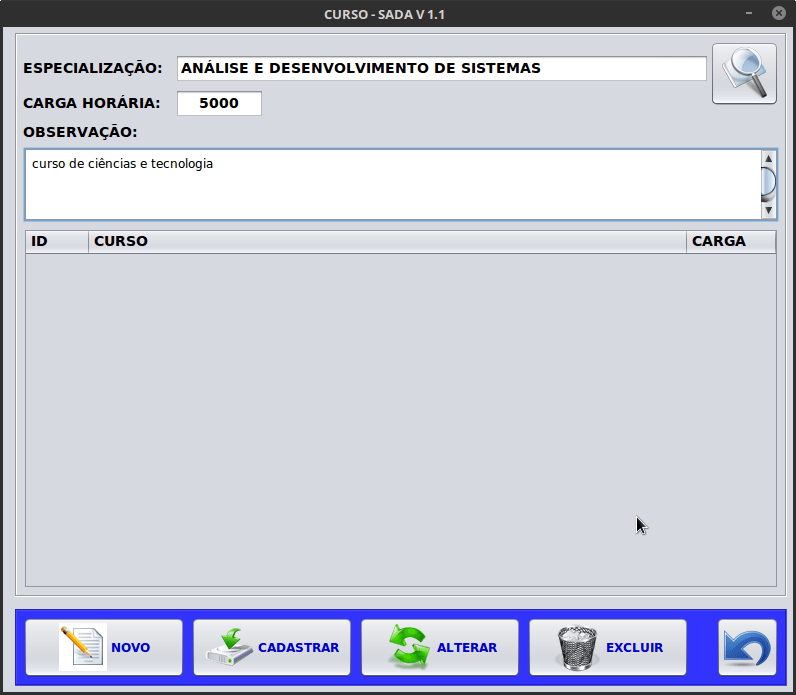 CURSO - SADA V 1.1
ESPECIALIZAÇÃO: ANÁLISE E DESENVOLVIMENTO DE SISTEMAS
CARGA HORÁRIA: 5000
OBSERVAÇÃO:
curso de ciências e tecnologia
ID CURSO CARGA
NOVO CADASTRAR ALTERAR EXCLUIR